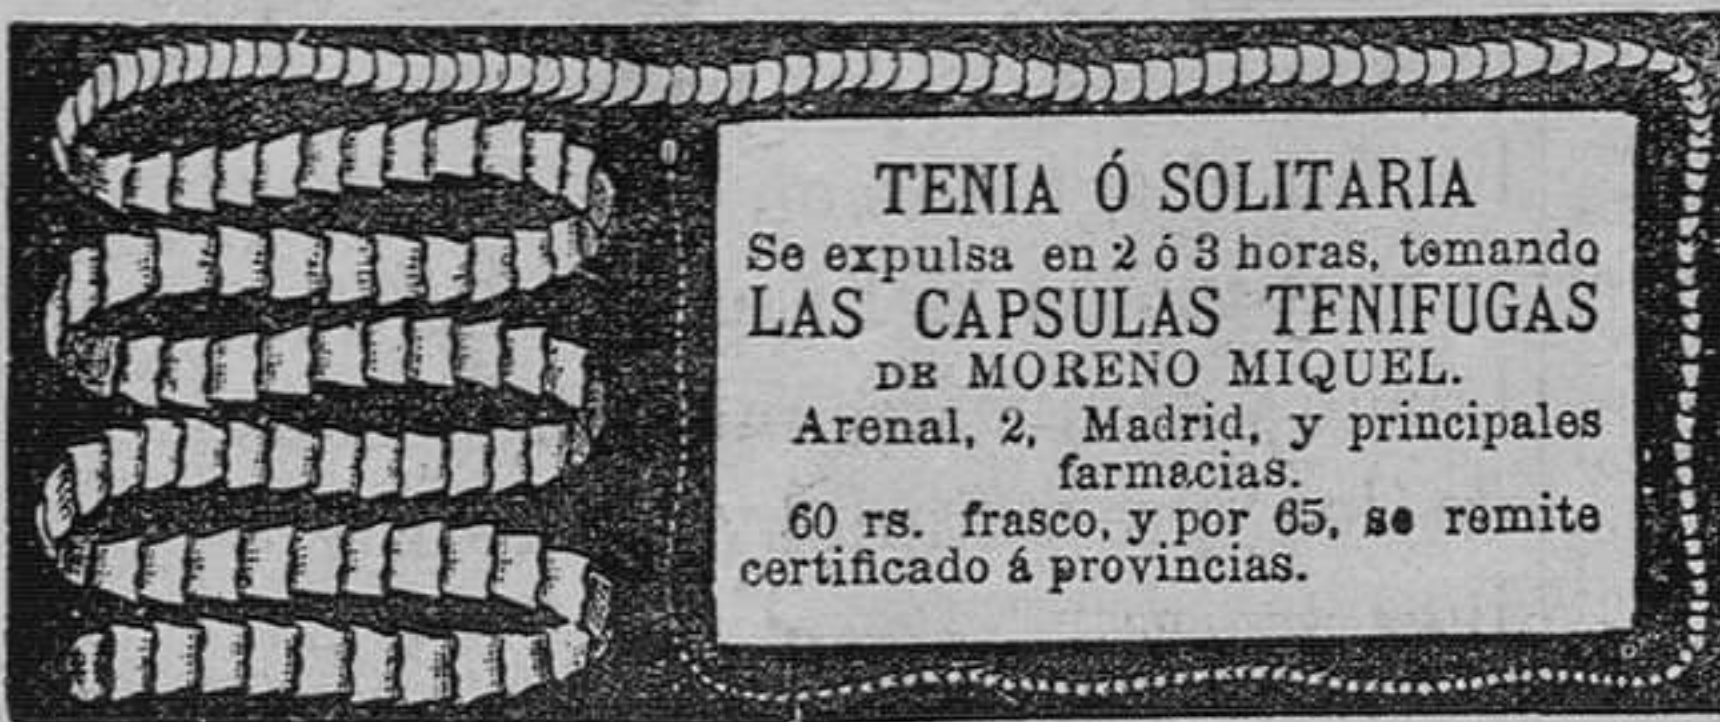 TENIA Ó SOLITARIA
Se expulsa en 2 ó 3 horas, tomando
LAS CAPSULAS TENIFUGAS
DE MORENO MIQUEL.
Arenal, 2, Madrid, y principales
farmacias.
60 rs. frasco, y por 65, se remite
certificado á provincias.